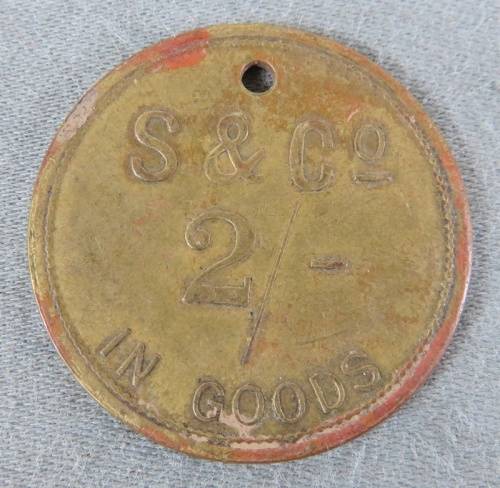 S & Co
2/-
IN GOODS